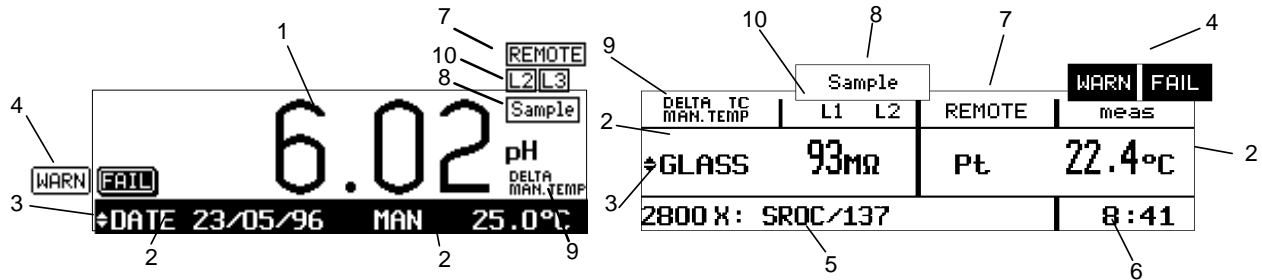 7
1
10
8
REMOTE
L2 L3
Sample
6.02
pH
DELTA
MAN.TEMP
4
WARN FAIL
3
DATE 23/05/96 MAN 25.0°C
2
2
9
8
10
7
4
9
Sample
WARN FAIL
DELTA TC
MAN.TEMP
L1 L2
REMOTE
meas
2
GLASS 93MΩ
Pt 22.4°C
2
3
2800 X: SROC/137
8:41
5
6